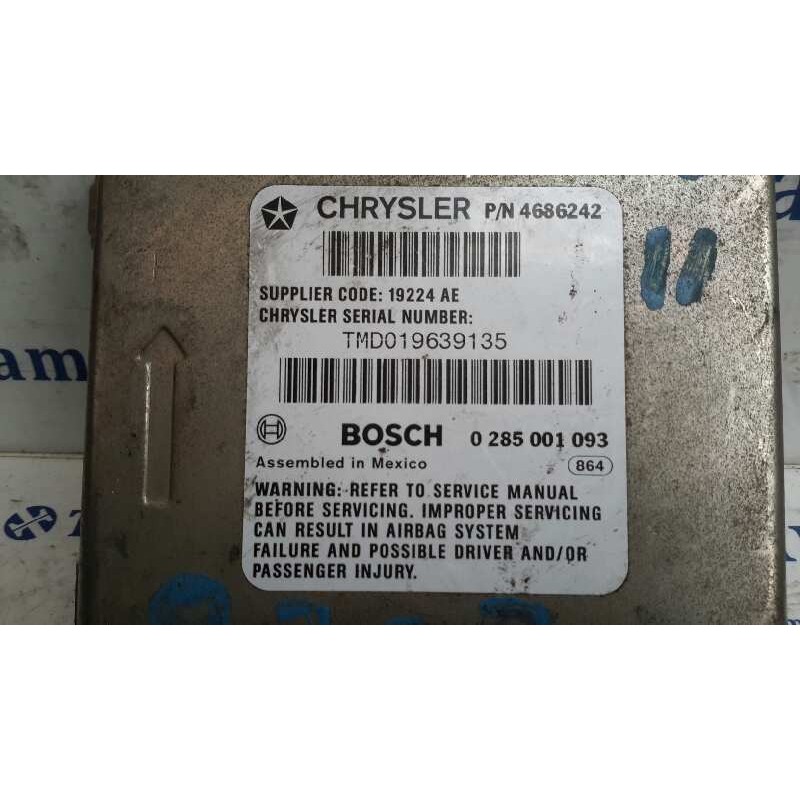 CHRYSLER P/N 4686242
SUPPLIER CODE: 19224 AE
CHRYSLER SERIAL NUMBER:
TMD019639135
BOSCH 0 285 001 093
Assembled in Mexico 864
WARNING: REFER TO SERVICE MANUAL
BEFORE SERVICING. IMPROPER SERVICING
CAN RESULT IN AIRBAG SYSTEM
FAILURE AND POSSIBLE DRIVER AND/OR
PASSENGER INJURY.